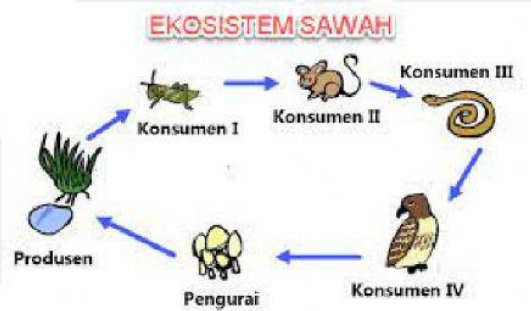 EKOSISTEM SAWAH
Konsumen I
Konsumen II
Konsumen III
Konsumen IV
Pengurai
Produsen